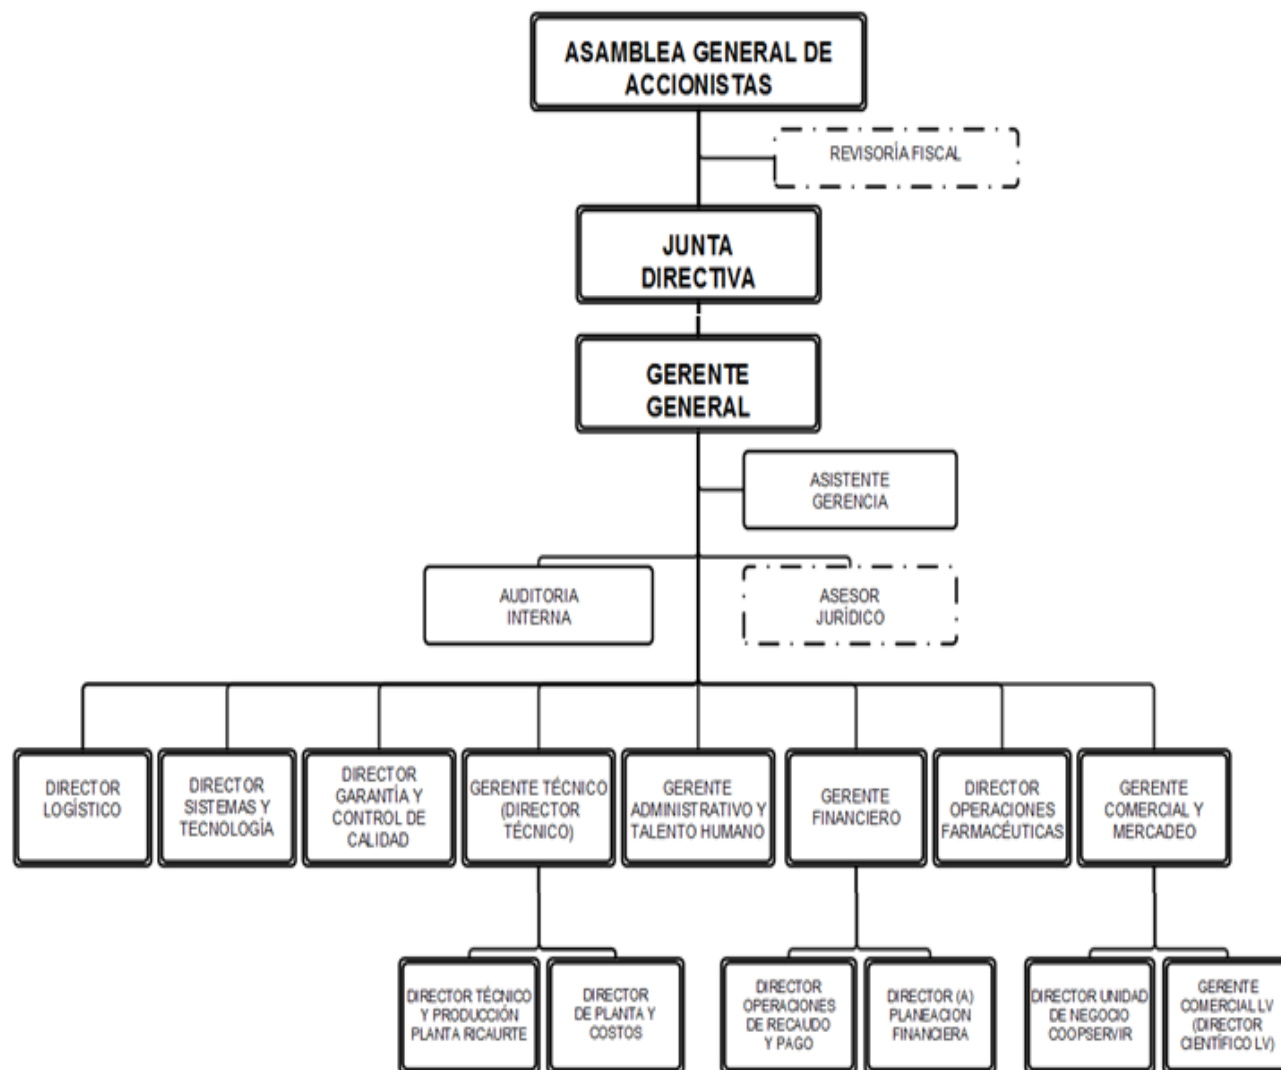 ASAMBLEA GENERAL DE
ACCIONISTAS
REVISORÍA FISCAL
JUNTA
DIRECTIVA
GERENTE
GENERAL
ASISTENTE
GERENCIA
AUDITORIA
INTERNA
ASESOR
JURÍDICO
DIRECTOR
LOGÍSTICO
DIRECTOR
SISTEMAS Y
TECNOLOGÍA
DIRECTOR
GARANTÍA Y
CONTROL DE
CALIDAD
GERENTE TÉCNICO
(DIRECTOR
TÉCNICO)
GERENTE
ADMINISTRATIVO Y
TALENTO HUMANO
GERENTE
FINANCIERO
DIRECTOR
OPERACIONES
FARMACÉUTICAS
GERENTE
COMERCIAL Y
MERCADEO
DIRECTOR TÉCNICO
Y PRODUCCIÓN
PLANTA RICAURTE
DIRECTOR
DE PLANTA Y
COSTOS
DIRECTOR
OPERACIONES
DE RECAUDO
Y PAGO
DIRECTOR (A)
PLANEACION
FINANCIERA
DIRECTOR UNIDAD
DE NEGOCIO
COOPSERVIR
GERENTE
COMERCIAL LV
(DIRECTOR
CIENTÍFICO LV)